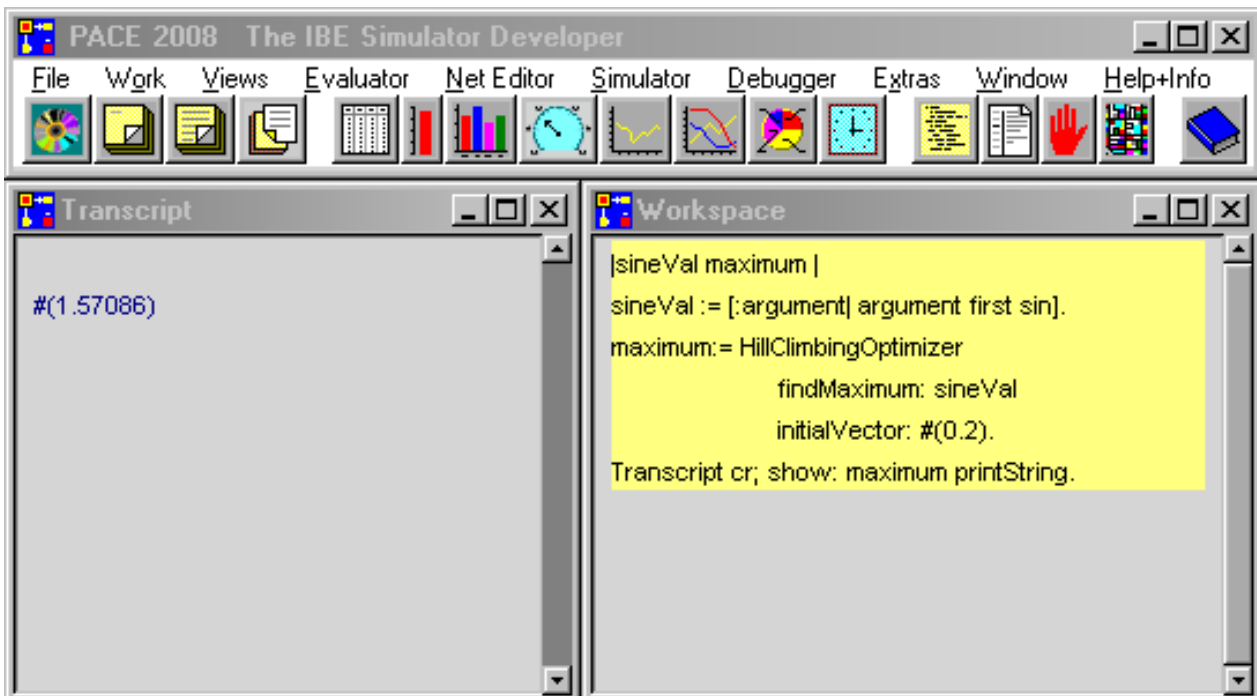 PACE 2008 The IBE Simulator Developer
File Work Views Evaluator Net Editor Simulator Debugger Extras Window Help+Info
Transcript
#(1.57086)
Workspace
|sineVal maximum |
sineVal := [:argument| argument first sin].
maximum:= HillClimbingOptimizer
findMaximum: sineVal
initialVector: #(0.2).
Transcript cr; show: maximum printString.